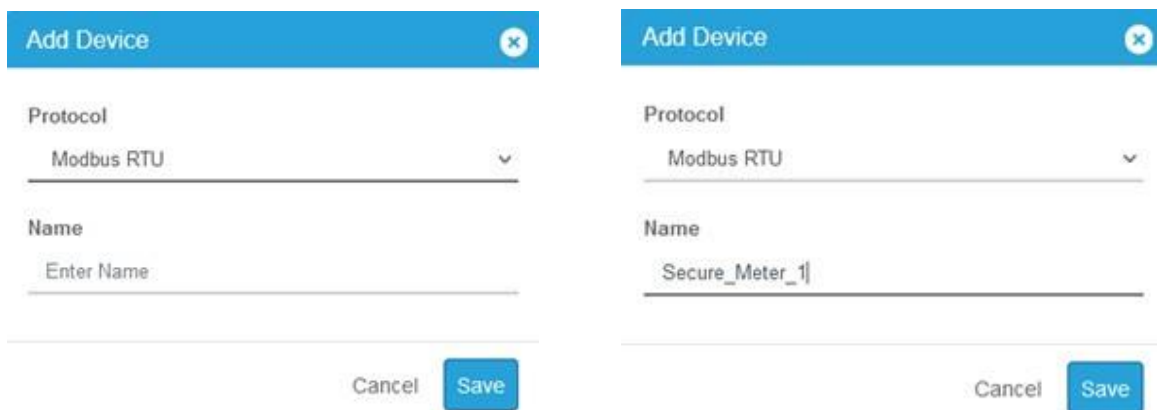 Add Device
Protocol
Modbus RTU
Name
Enter Name
Cancel
Save
Add Device
Protocol
Modbus RTU
Name
Secure_Meter_1
Cancel
Save